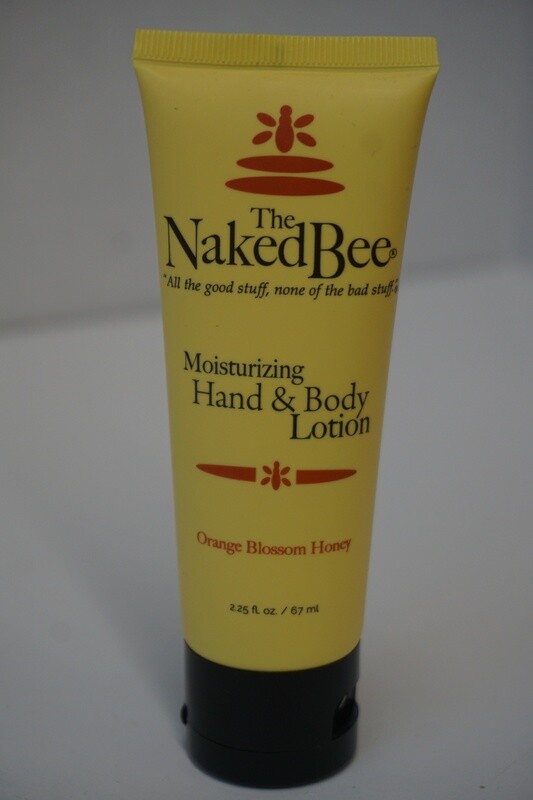 The
NakedBee®
"All the good stuff, none of the bad stuff."
Moisturizing
Hand & Body
Lotion
Orange Blossom Honey
2.25 fl. oz. / 67 ml